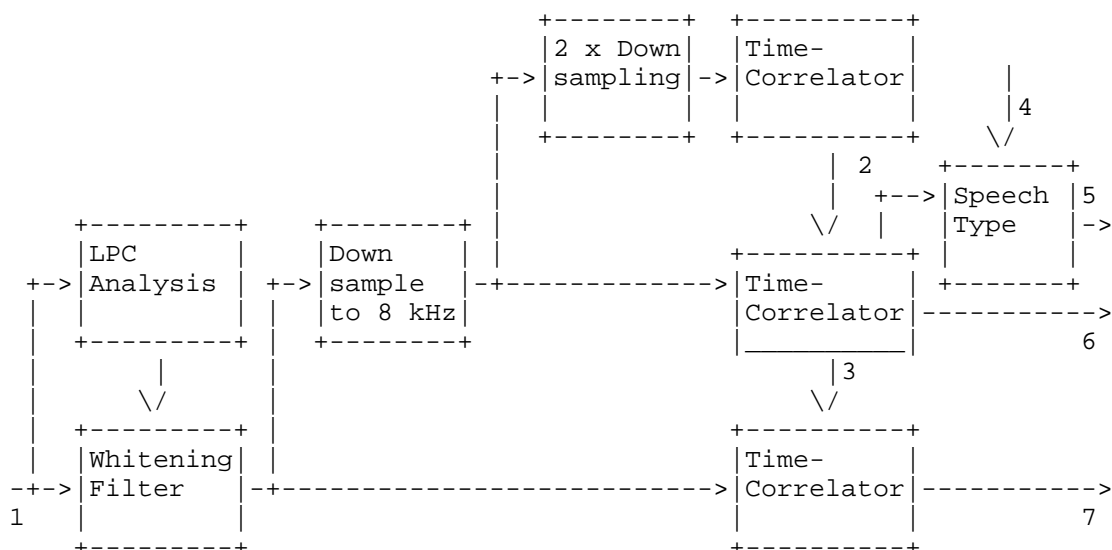 2 x Down
sampling
Time-
Correlator
4
2
Speech
Type
5
LPC
Analysis
Down
sample
to 8 kHz
Time-
Correlator
6
3
Whitening
Filter
Time-
Correlator
1
7